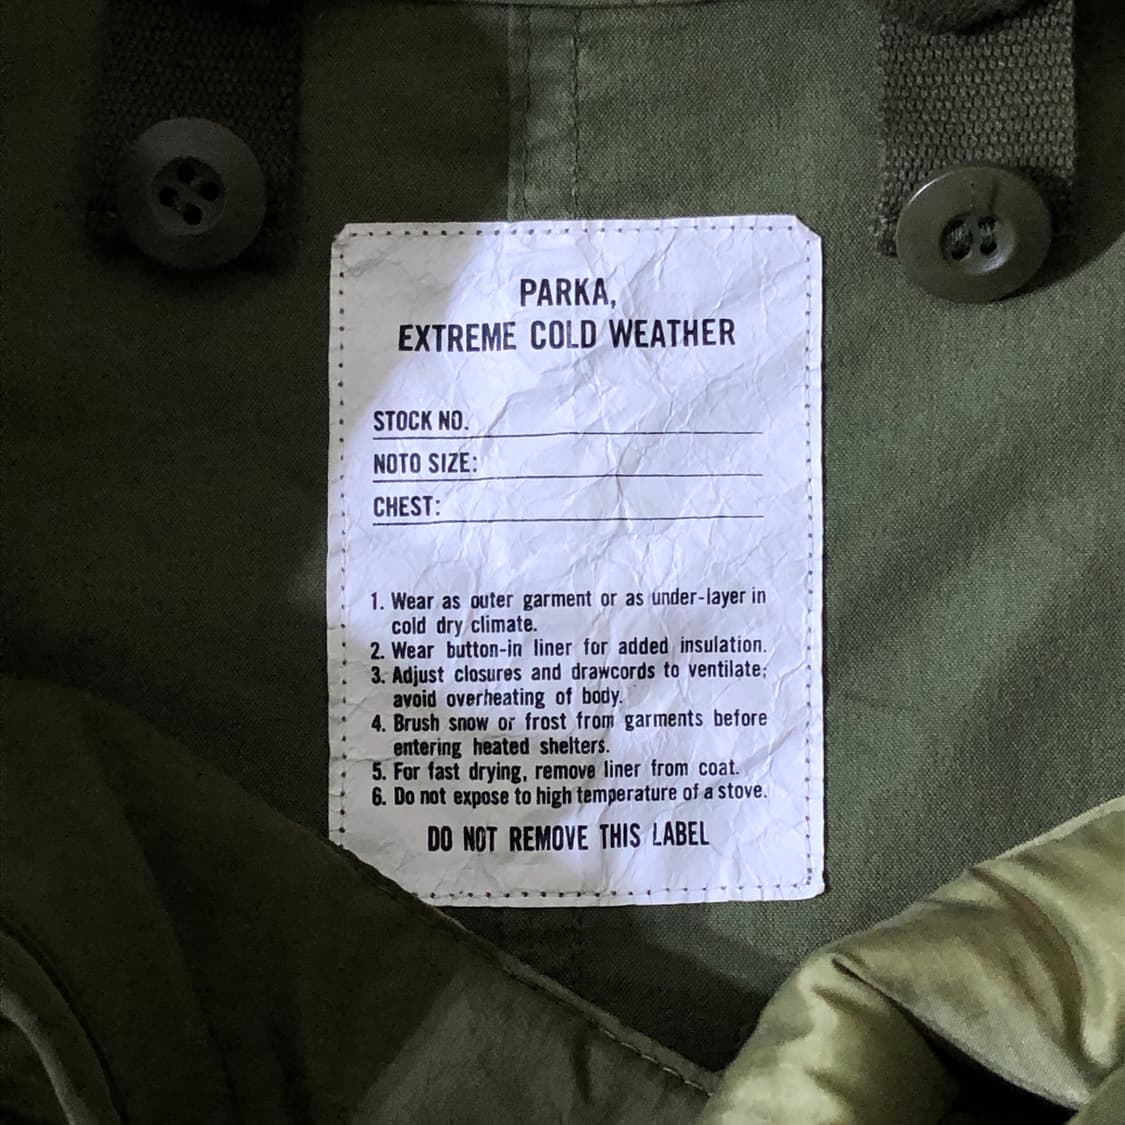 PARKA,
EXTREME COLD WEATHER
STOCK NO.
NOTO SIZE:
CHEST:
1. Wear as outer garment or as under-layer in
cold dry climate.
2. Wear button-in liner for added insulation.
3. Adjust closures and drawcords to ventilate;
avoid overheating of body.
4. Brush snow or frost from garments before
entering heated shelters.
5. For fast drying, remove liner from coat.
6. Do not expose to high temperature of a stove.
DO NOT REMOVE THIS LABEL